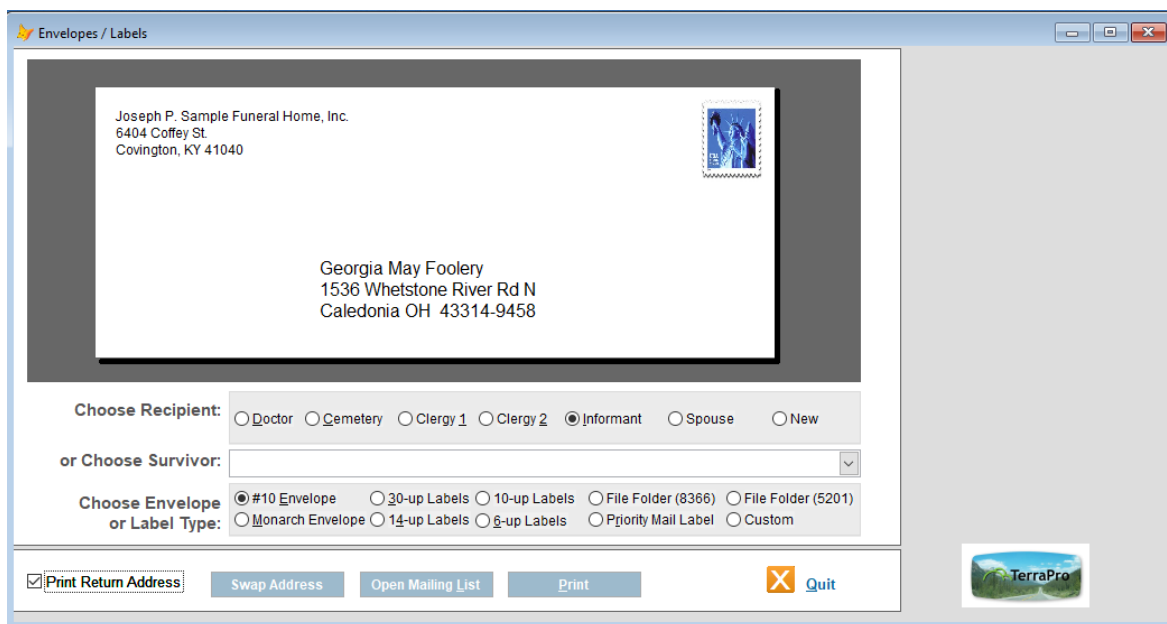 Envelopes / Labels
Joseph P. Sample Funeral Home, Inc.
6404 Coffey St.
Covington, KY 41040
Georgia May Foolery
1536 Whetstone River Rd N
Caledonia OH 43314-9458
Choose Recipient:
Doctor Cemetery Clergy 1 Clergy 2 Informant Spouse New
or Choose Survivor:
Choose Envelope
or Label Type:
#10 Envelope 30-up Labels 10-up Labels File Folder (8366) File Folder (5201)
Monarch Envelope 14-up Labels 6-up Labels Priority Mail Label Custom
Print Return Address Swap Address Open Mailing List Print X Quit
TerraPro